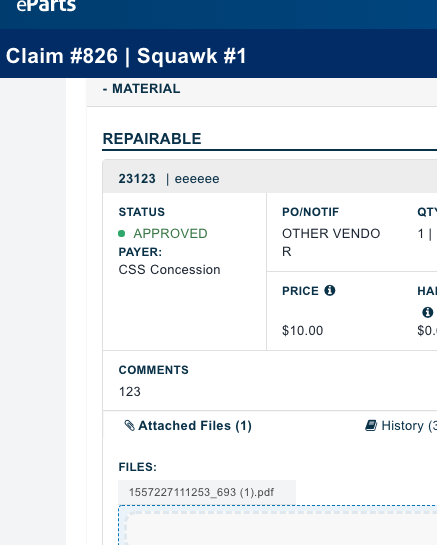 eParts
Claim #826 | Squawk #1
- MATERIAL
REPAIRABLE
23123 | eeeeee
STATUS
PO/NOTIF
QTY
APPROVED
OTHER VENDO
R
1 |
PAYER:
CSS Concession
PRICE
HA
$10.00
$0.
COMMENTS
123
Attached Files (1)
History (3
FILES:
1557227111253_693 (1).pdf